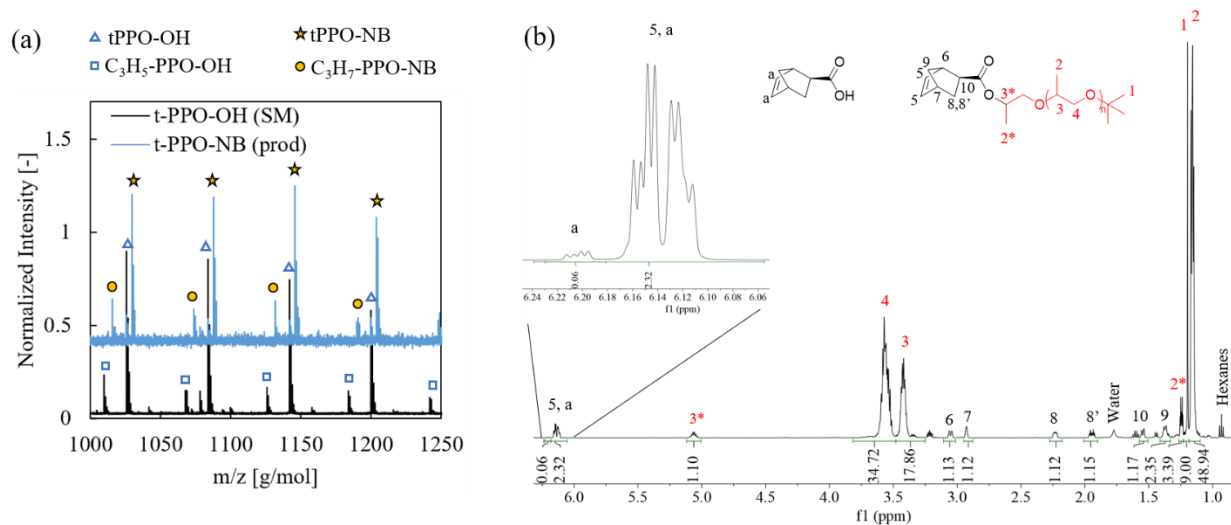 (a)
tPPO-OH
tPPO-NB
C₃H₅-PPO-OH
C₃H₇-PPO-NB
t-PPO-OH (SM)
t-PPO-NB (prod)
Normalized Intensity [-]
1.5
1
0.5
0
1000 1050 1100 1150 1200 1250
m/z [g/mol]
(b)
5, a
a
0.06
2.32
6.24 6.22 6.20 6.18 6.16 6.14 6.12 6.10 6.08 6.06
f1 (ppm)
a
a
O
OH
9
6
5
5
7
10
8,8’
O
O
3*
2*
O
2
3
4
O
n
1
1 2
4
3
5, a
3*
6
7
8
8’
Water
10
9
2*
Hexanes
0.06
2.32
1.10
34.72
17.86
1.13
1.12
1.12
1.15
1.17
2.35
3.39
9.00
48.94
6.0 5.5 5.0 4.5 4.0 3.5 3.0 2.5 2.0 1.5 1.0
f1 (ppm)